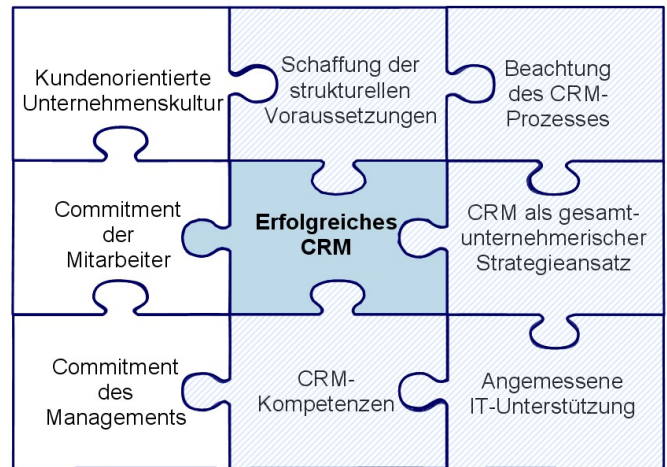 Kundenorientierte
Unternehmenskultur
Schaffung der
strukturellen
Voraussetzungen
Beachtung
des CRM-
Prozesses
Commitment
der
Mitarbeiter
Erfolgreiches
CRM
CRM als gesamt-
unternehmerischer
Strategieansatz
Commitment
des
Managements
CRM-
Kompetenzen
Angemessene
IT-Unterstützung